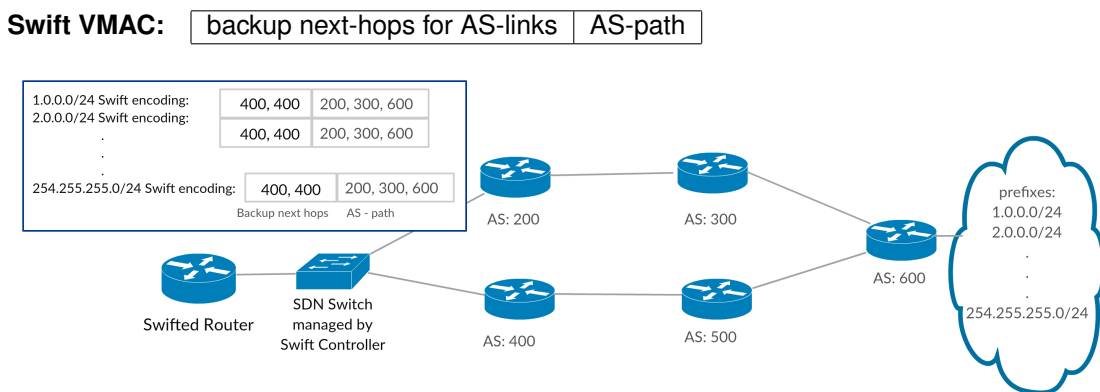 Swift VMAC: backup next-hops for AS-links AS-path
1.0.0.0/24 Swift encoding: 400, 400 200, 300, 600
2.0.0.0/24 Swift encoding: 400, 400 200, 300, 600
.
.
.
254.255.255.0/24 Swift encoding: 400, 400 200, 300, 600
Backup next hops AS - path
AS: 200
AS: 300
AS: 600
prefixes:
1.0.0.0/24
2.0.0.0/24
.
.
.
254.255.255.0/24
Swifted Router
SDN Switch
managed by
Swift Controller
AS: 400
AS: 500